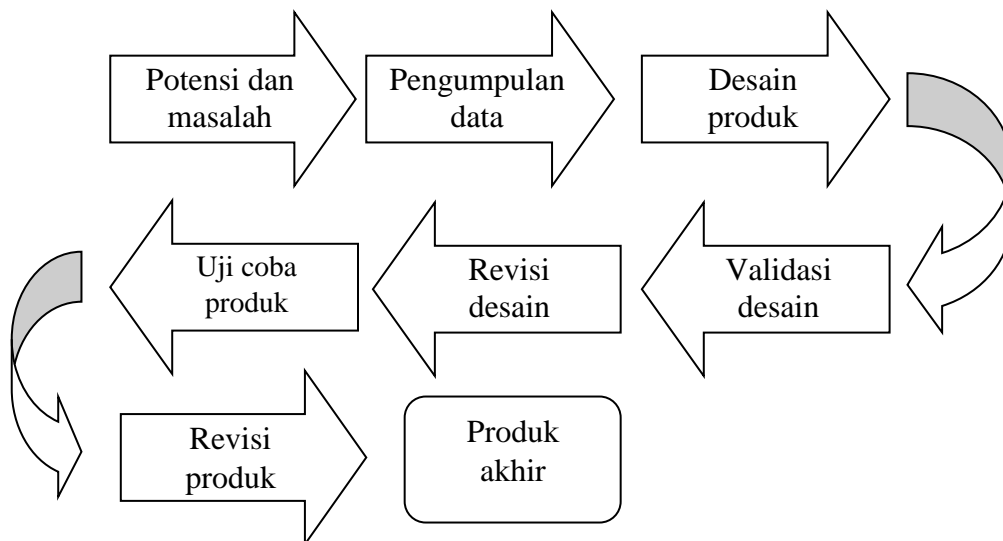 Potensi dan
masalah
Pengumpulan
data
Desain
produk
Validasi
desain
Revisi
desain
Uji coba
produk
Revisi
produk
Produk
akhir